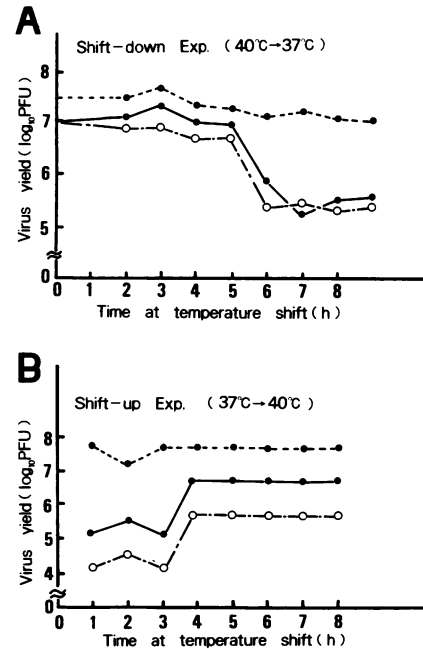 A
Shift-down Exp. (40℃→37℃)
Virus yield (log₁₀PFU)
8
7
6
5
0
0 1 2 3 4 5 6 7 8
Time at temperature shift (h)
B
Shift-up Exp. (37℃→40℃)
Virus yield (log₁₀PFU)
8
7
6
5
4
0
0 1 2 3 4 5 6 7 8
Time at temperature shift (h)